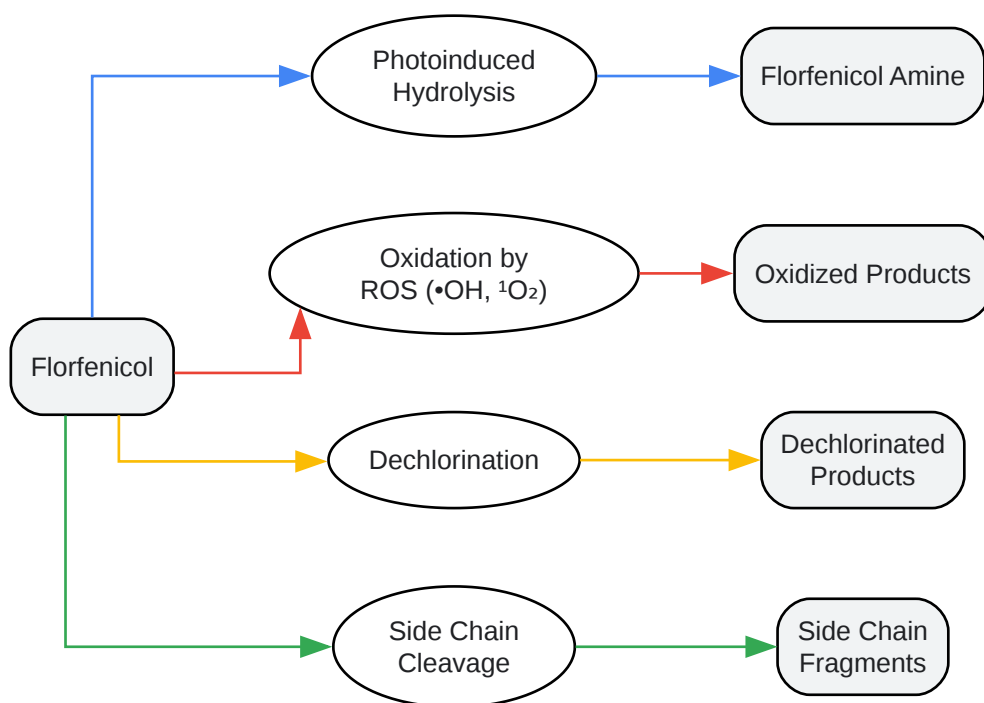 Photoinduced
Hydrolysis
Florfenicol Amine
Oxidation by
ROS (•OH, ¹O₂)
Oxidized Products
Florfenicol
Dechlorination
Dechlorinated
Products
Side Chain
Cleavage
Side Chain
Fragments